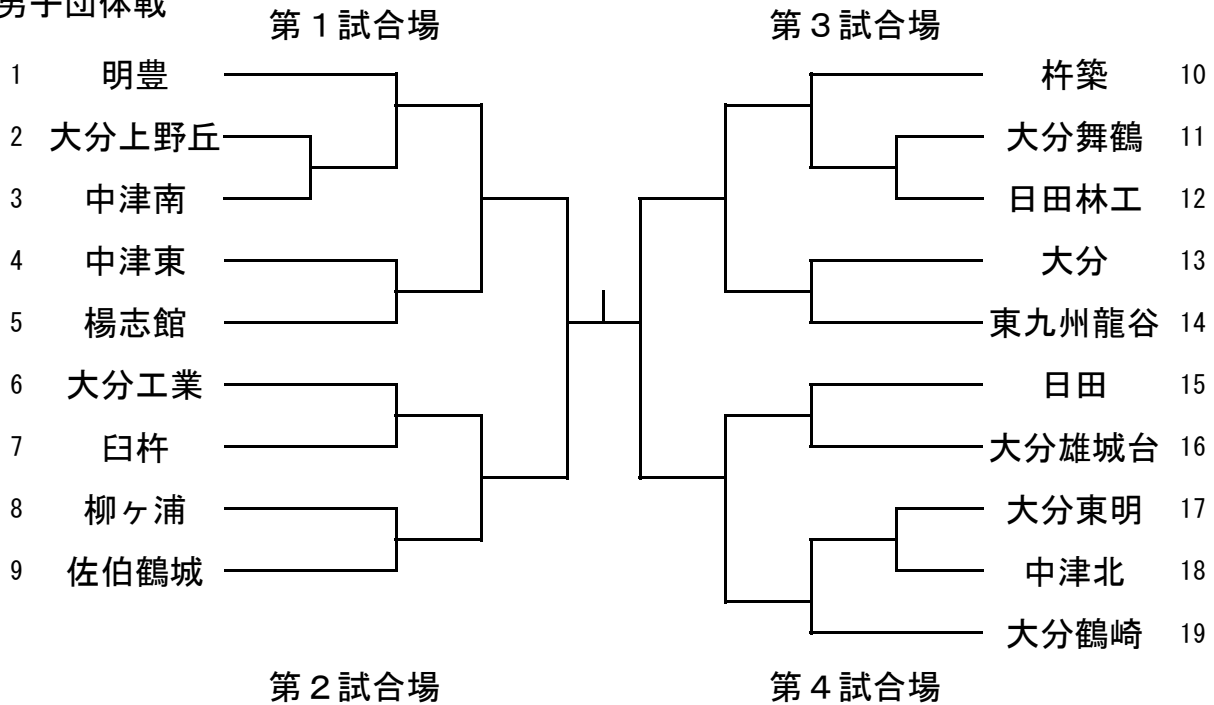 男子団体戦
第１試合場
1 明豊
2 大分上野丘
3 中津南
4 中津東
5 楊志館
6 大分工業
7 臼杵
8 柳ヶ浦
9 佐伯鶴城
第２試合場
第３試合場
杵築 10
大分舞鶴 11
日田林工 12
大分 13
東九州龍谷 14
日田 15
大分雄城台 16
大分東明 17
中津北 18
大分鶴崎 19
第４試合場